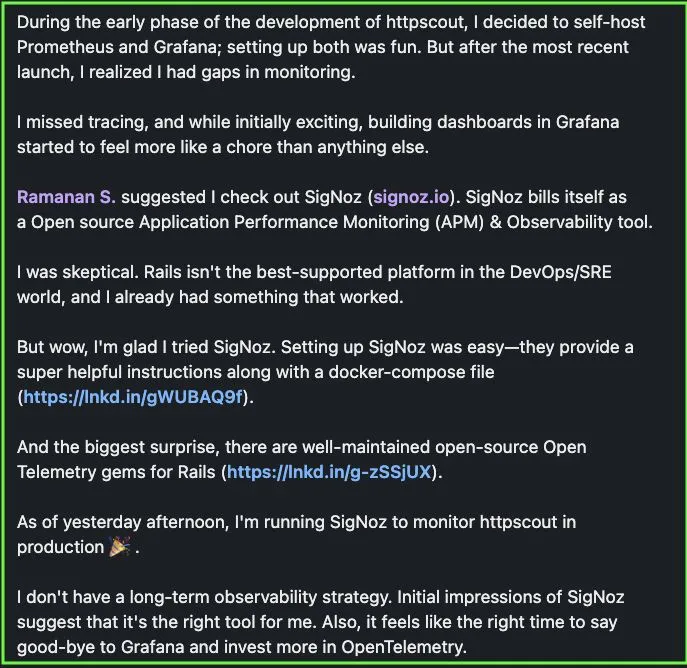 During the early phase of the development of httpscout, I decided to self-host
Prometheus and Grafana; setting up both was fun. But after the most recent
launch, I realized I had gaps in monitoring.
I missed tracing, and while initially exciting, building dashboards in Grafana
started to feel more like a chore than anything else.
Ramanan S. suggested I check out SigNoz (signoz.io). SigNoz bills itself as
a Open source Application Performance Monitoring (APM) & Observability tool.
I was skeptical. Rails isn't the best-supported platform in the DevOps/SRE
world, and I already had something that worked.
But wow, I'm glad I tried SigNoz. Setting up SigNoz was easy—they provide a
super helpful instructions along with a docker-compose file
(https://lnkd.in/gWUBAQ9f).
And the biggest surprise, there are well-maintained open-source Open
Telemetry gems for Rails (https://lnkd.in/g-zSSjUX).
As of yesterday afternoon, I'm running SigNoz to monitor httpscout in
production 🎉 .
I don't have a long-term observability strategy. Initial impressions of SigNoz
suggest that it's the right tool for me. Also, it feels like the right time to say
good-bye to Grafana and invest more in OpenTelemetry.